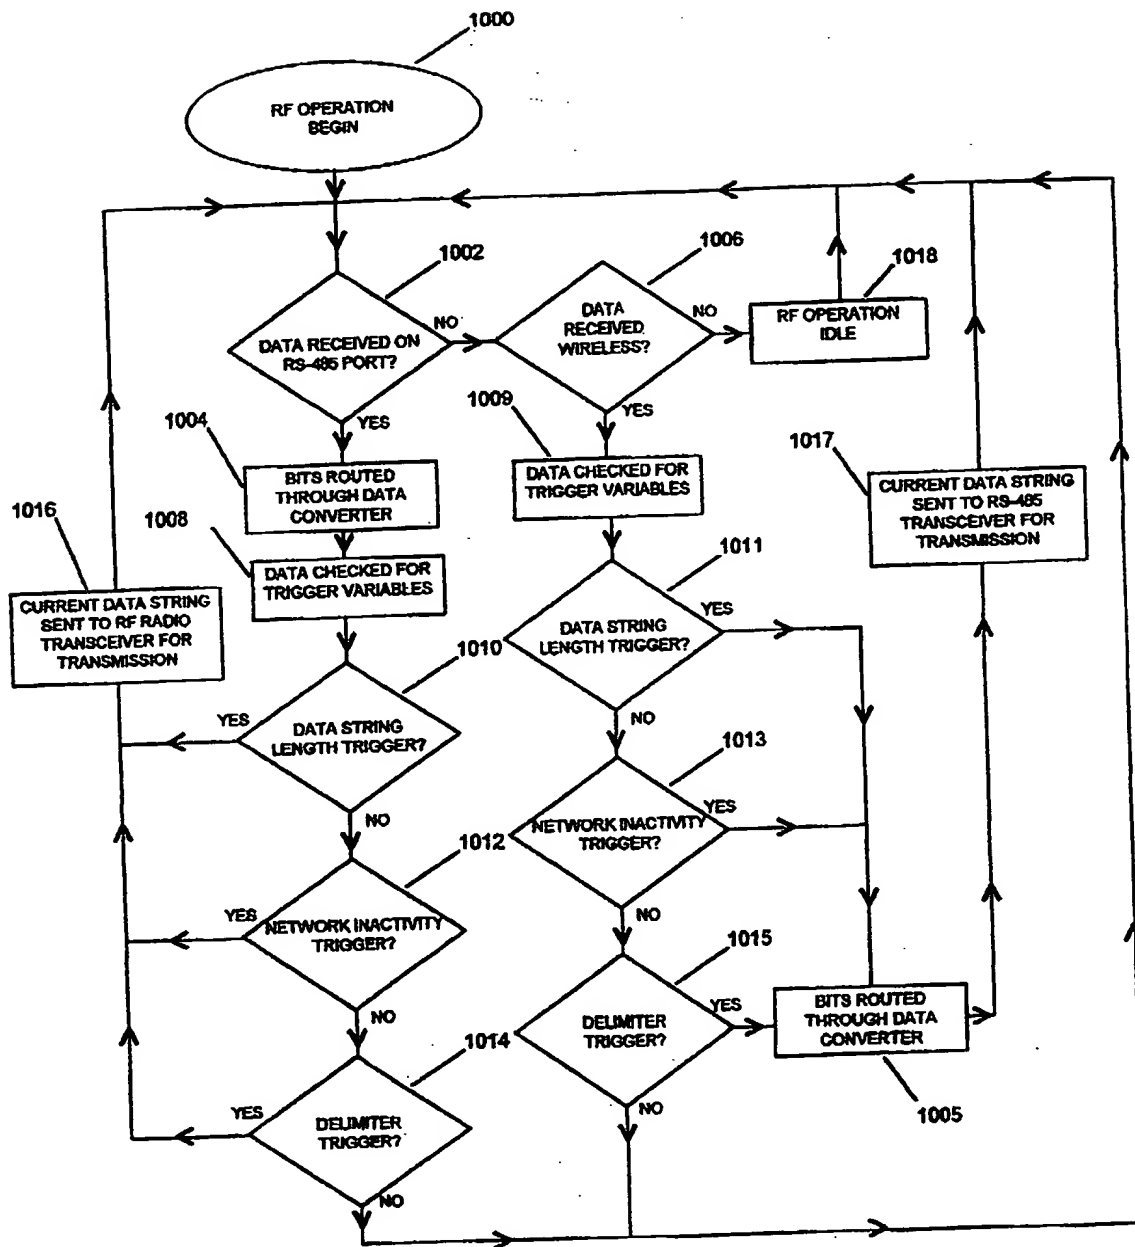 1000
RF OPERATION
BEGIN
1002
1006
1018
DATA RECEIVED ON
RS-485 PORT?
NO
DATA
RECEIVED
WIRELESS?
NO
RF OPERATION
IDLE
YES
YES
1004
BITS ROUTED
THROUGH DATA
CONVERTER
1009
DATA CHECKED FOR
TRIGGER VARIABLES
1017
CURRENT DATA STRING
SENT TO RS-485
TRANSCEIVER FOR
TRANSMISSION
1016
CURRENT DATA STRING
SENT TO RF RADIO
TRANSCEIVER FOR
TRANSMISSION
1008
DATA CHECKED FOR
TRIGGER VARIABLES
1011
DATA STRING
LENGTH TRIGGER?
YES
NO
1010
DATA STRING
LENGTH TRIGGER?
YES
NO
1013
NETWORK INACTIVITY
TRIGGER?
YES
NO
1012
NETWORK INACTIVITY
TRIGGER?
YES
NO
1015
DELIMITER
TRIGGER?
YES
NO
BITS ROUTED
THROUGH DATA
CONVERTER
1005
1014
DELIMITER
TRIGGER?
YES
NO